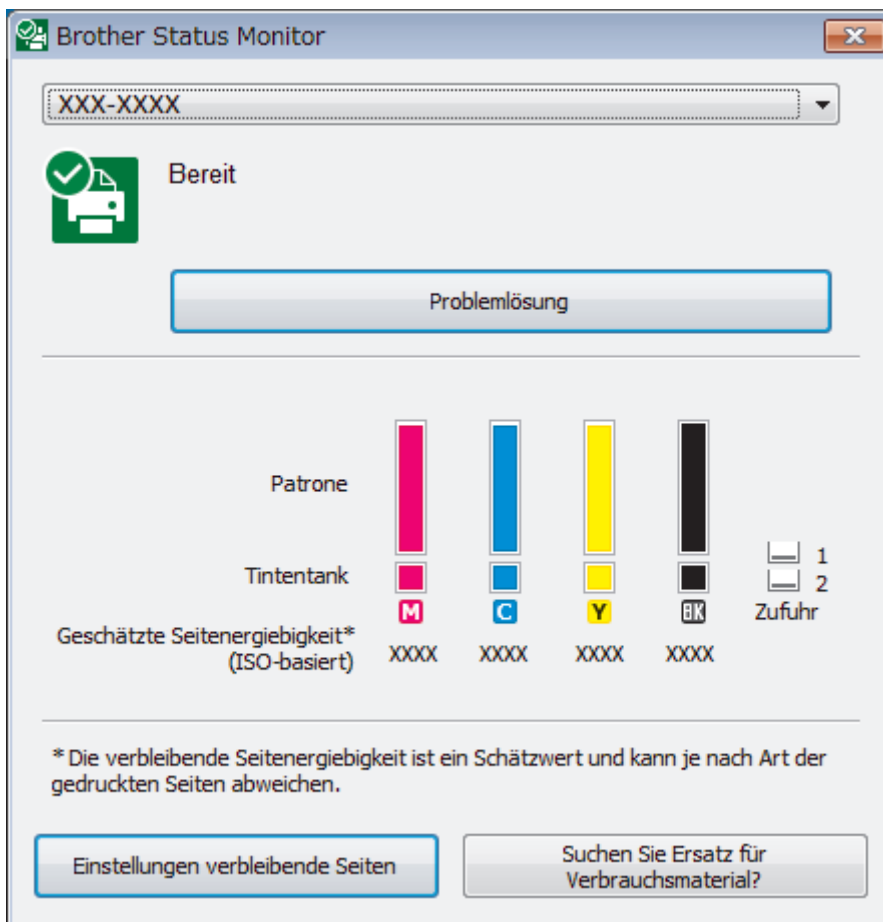 Brother Status Monitor
XXX-XXXX
Bereit
Problemlösung
Patrone
1
Tintentank
2
M C Y BK Zufuhr
Geschätzte Seitenergiebigkeit*
(ISO-basiert) XXXX XXXX XXXX XXXX
* Die verbleibende Seitenergiebigkeit ist ein Schätzwert und kann je nach Art der
gedruckten Seiten abweichen.
Einstellungen verbleibende Seiten
Suchen Sie Ersatz für
Verbrauchsmaterial?